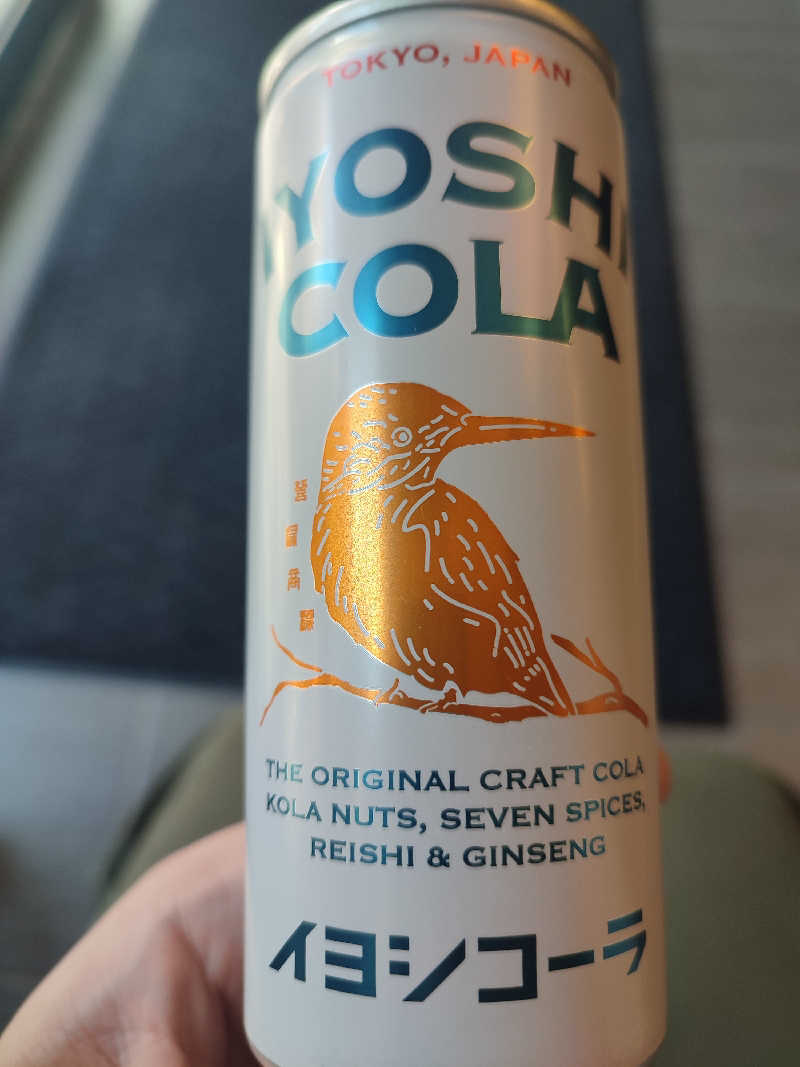 TOKYO, JAPAN
IYOSHI
COLA
THE ORIGINAL CRAFT COLA
KOLA NUTS, SEVEN SPICES,
REISHI & GINSENG
イヨシコーラ